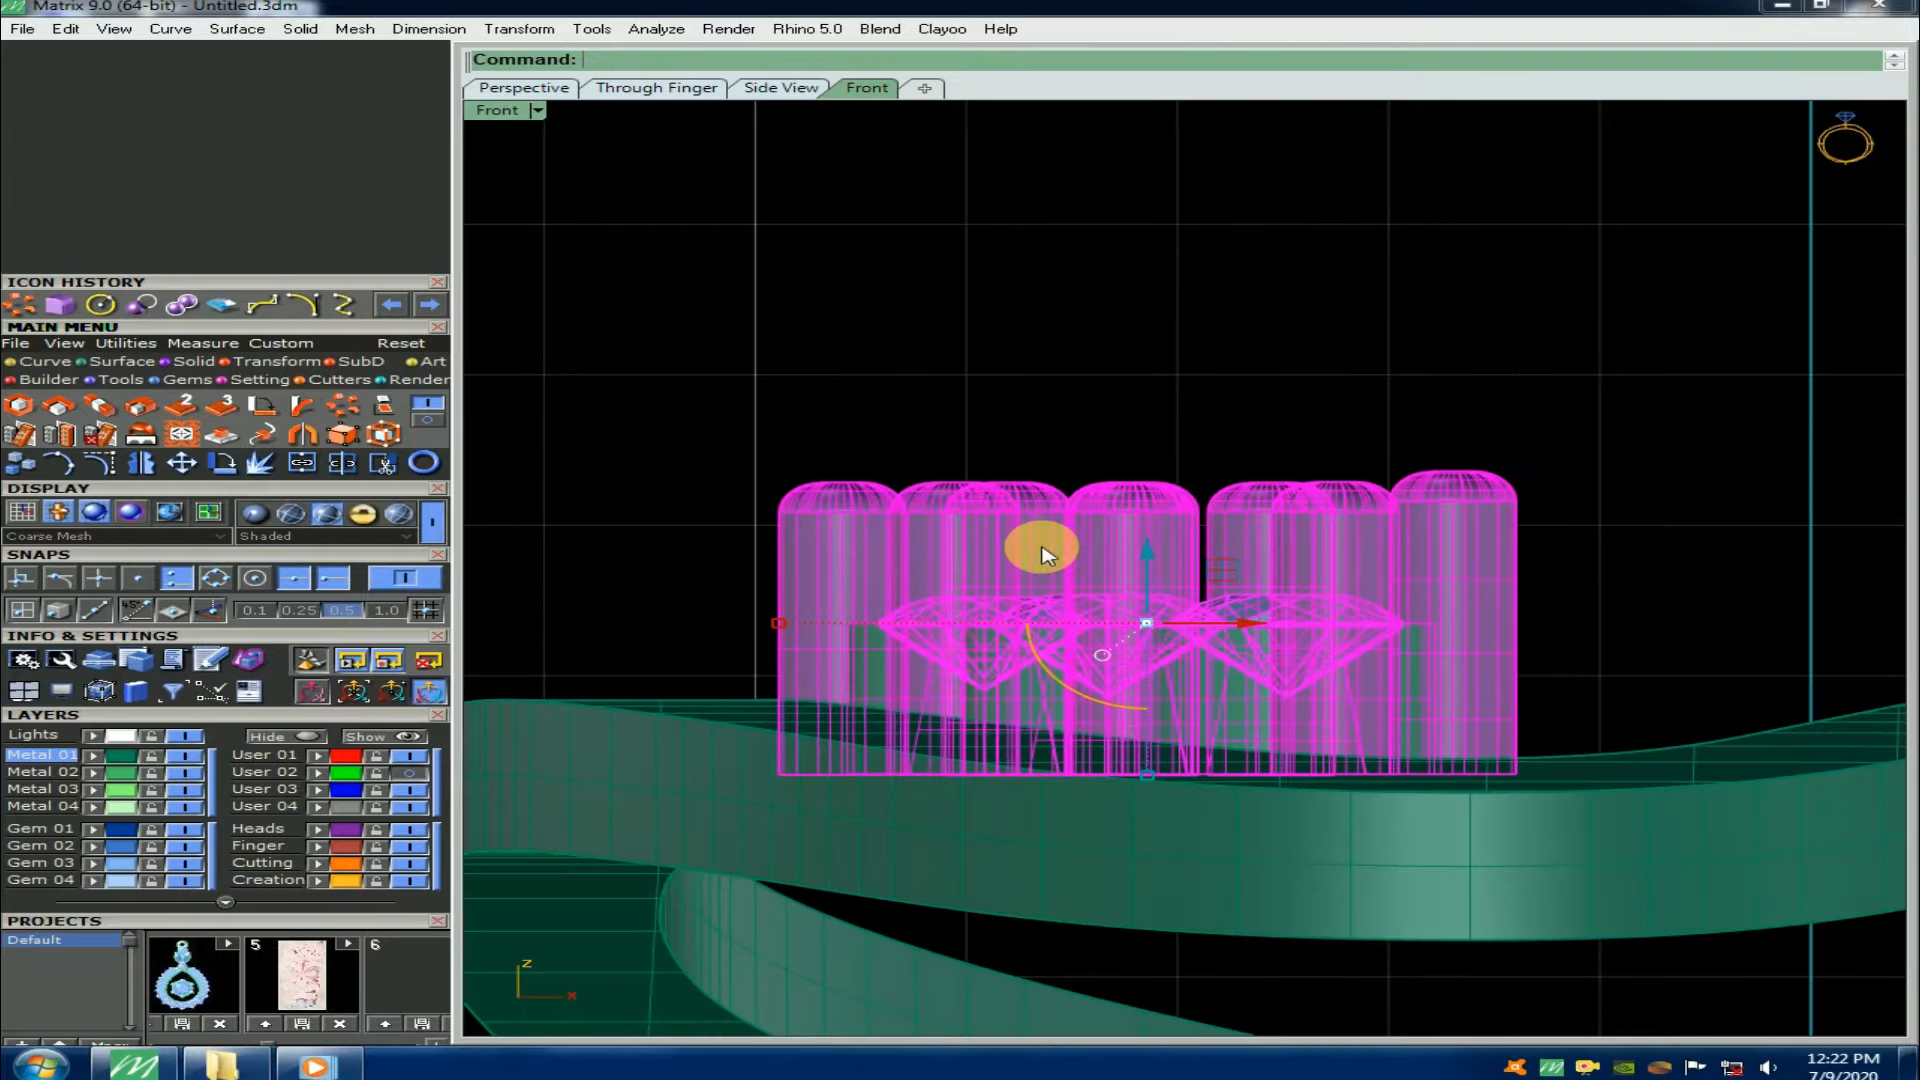 Matrix 9.0 (64-bit) - Untitled.3dm
File Edit View Curve Surface Solid Mesh Dimension Transform Tools Analyze Render Rhino 5.0 Blend Clayoo Help
Command:
Perspective Through Finger Side View Front
Front
ICON HISTORY
MAIN MENU
File View Utilities Measure Custom Reset
Curve Surface Solid Transform SubD Art
Builder Tools Gems Setting Cutters Render
2 3
DISPLAY
Coarse Mesh Shaded
SNAPS
45° 0.1 0.25 0.5 1.0
INFO & SETTINGS
LAYERS
Lights Hide Show
Metal 01 User 01
Metal 02 User 02
Metal 03 User 03
Metal 04 User 04
Gem 01 Heads
Gem 02 Finger
Gem 03 Cutting
Gem 04 Creation
PROJECTS
Default 5 6
z
x
12:22 PM
7/9/2020